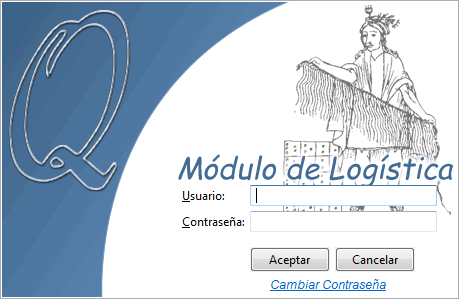 Q
Módulo de Logística
Usuario:
Contraseña:
Aceptar Cancelar
Cambiar Contraseña